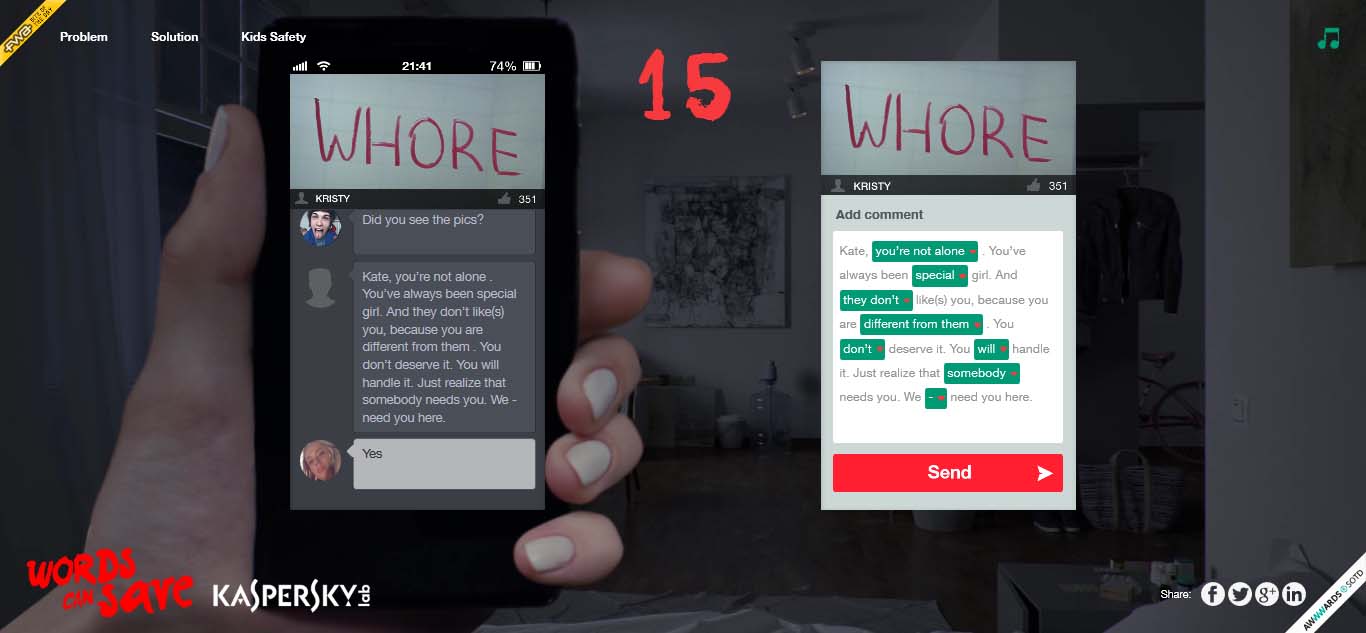 FWA SITE OF THE DAY
Problem
Solution
Kids Safety
21:41
74%
WHORE
KRISTY
351
Did you see the pics?
Kate, you're not alone .
You've always been special
girl. And they don't like(s)
you, because you are
different from them . You
don't deserve it. You will
handle it. Just realize that
somebody needs you. We -
need you here.
Yes
15
WHORE
KRISTY
351
Add comment
Kate, you're not alone . You've
always been special girl. And
they don't like(s) you, because you
are different from them . You
don't deserve it. You will handle
it. Just realize that somebody
needs you. We - need you here.
Send
WORDS
CAN save
KASPERSKY LAB
Share:
AWWWARDS SOTD